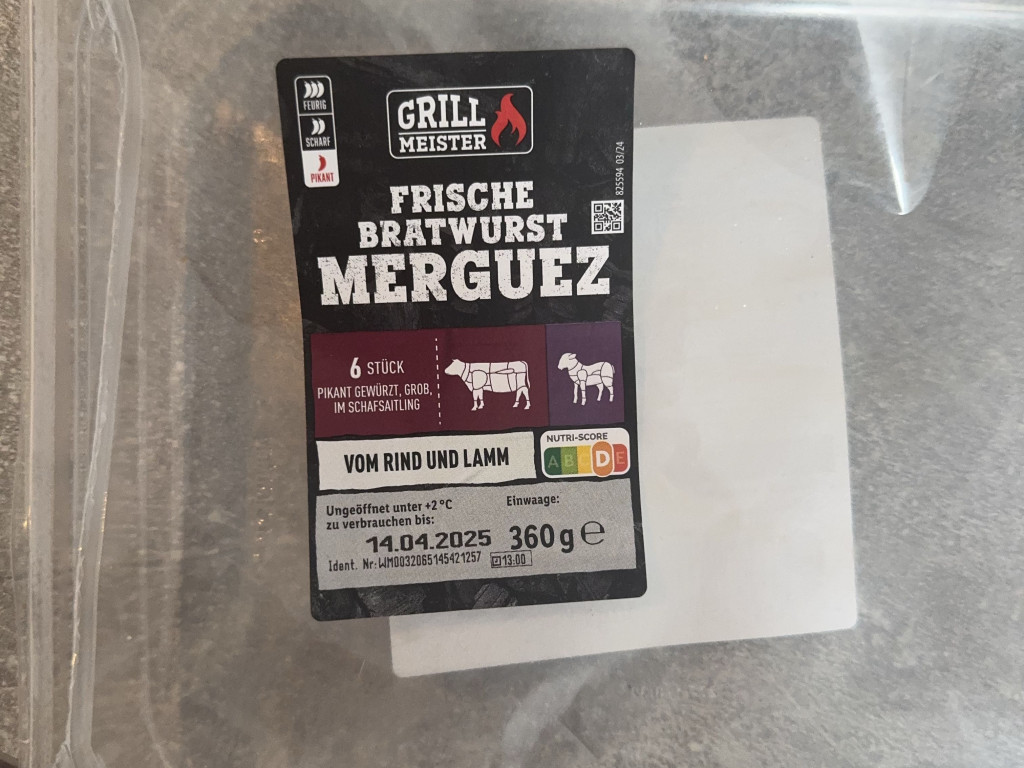 FEURIG
SCHARF
PIKANT
GRILL
MEISTER
825594 03/24
FRISCHE
BRATWURST
MERGUEZ
6 STÜCK
PIKANT GEWÜRZT, GROB,
IM SCHAFSAITLING
VOM RIND UND LAMM
NUTRI-SCORE
A B C D E
Ungeöffnet unter +2 °C
zu verbrauchen bis:
14.04.2025
Einwaage:
360 g ℮
Ident. Nr: WM0032065145421257
13:00